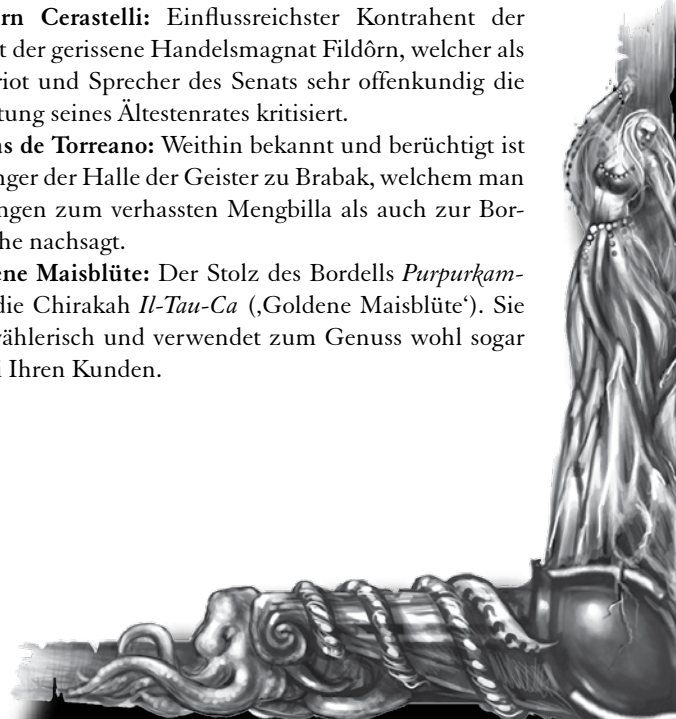 rn Cerastelli: Einflussreichster Kontrahent der
t der gerissene Handelsmagnat Fildôrn, welcher als
riot und Sprecher des Senats sehr offenkundig die
tung seines Ältestenrates kritisiert.
as de Torreano: Weithin bekannt und berüchtigt ist
nger der Halle der Geister zu Brabak, welchem man
ngen zum verhassten Mengbilla als auch zur Bor-
he nachsagt.
ene Maisblüte: Der Stolz des Bordells Purpurkam-
die Chirakah Il-Tau-Ca (‚Goldene Maisblüte‘). Sie
wählerisch und verwendet zum Genuss wohl sogar
i Ihren Kunden.